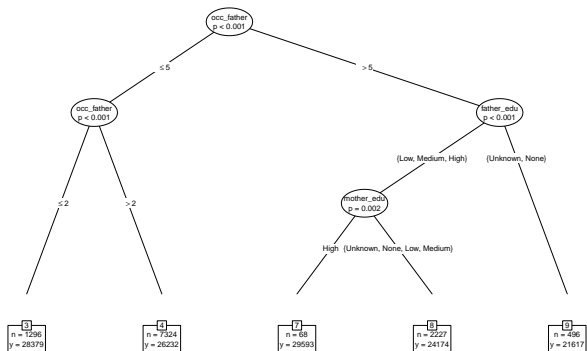 occ_father
p < 0.001
≤ 5
> 5
occ_father
p < 0.001
father_edu
p < 0.001
(Low, Medium, High)
(Unknown, None)
≤ 2
> 2
mother_edu
p = 0.002
High
(Unknown, None, Low, Medium)
3
n = 1296
y = 28379
4
n = 7324
y = 26232
7
n = 68
y = 29593
8
n = 2227
y = 24174
9
n = 496
y = 21617